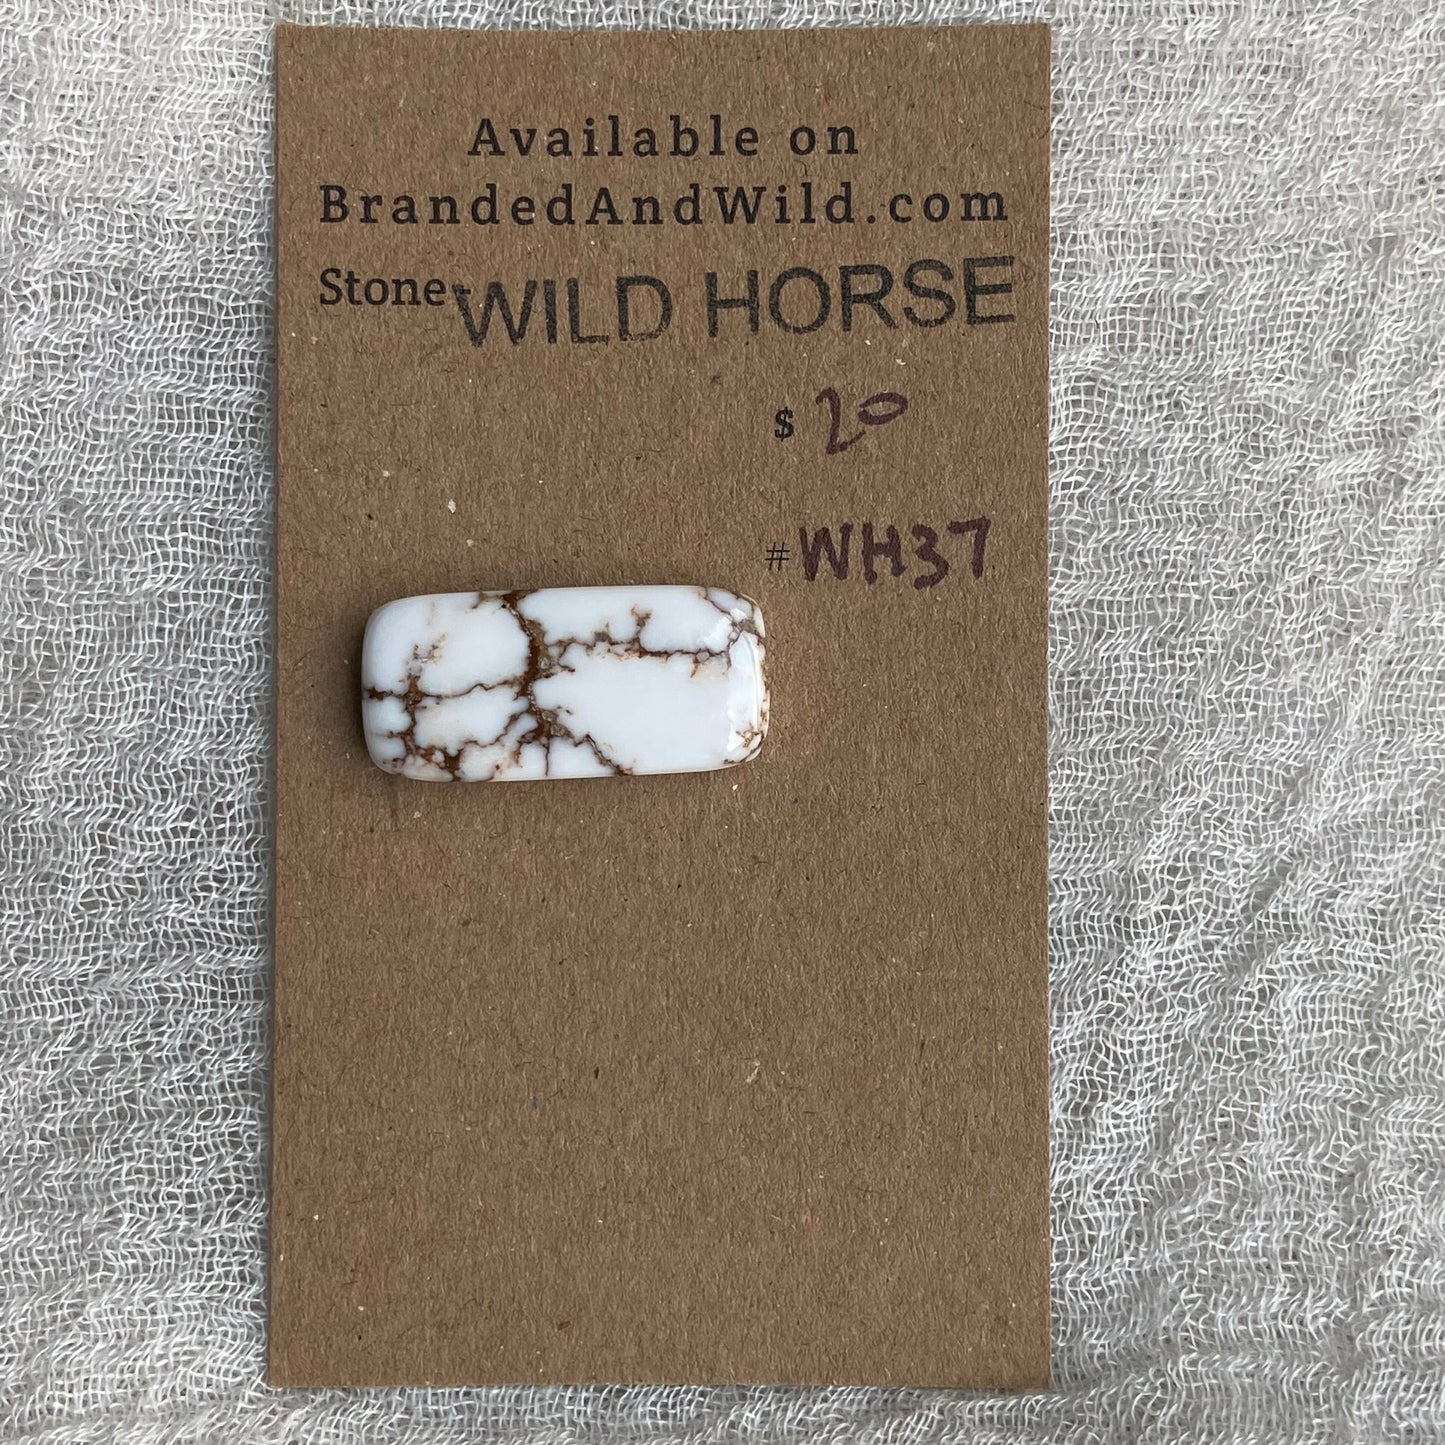 Available on
BrandedAndWild.com
Stone-WILD HORSE
$ 20
#WH37